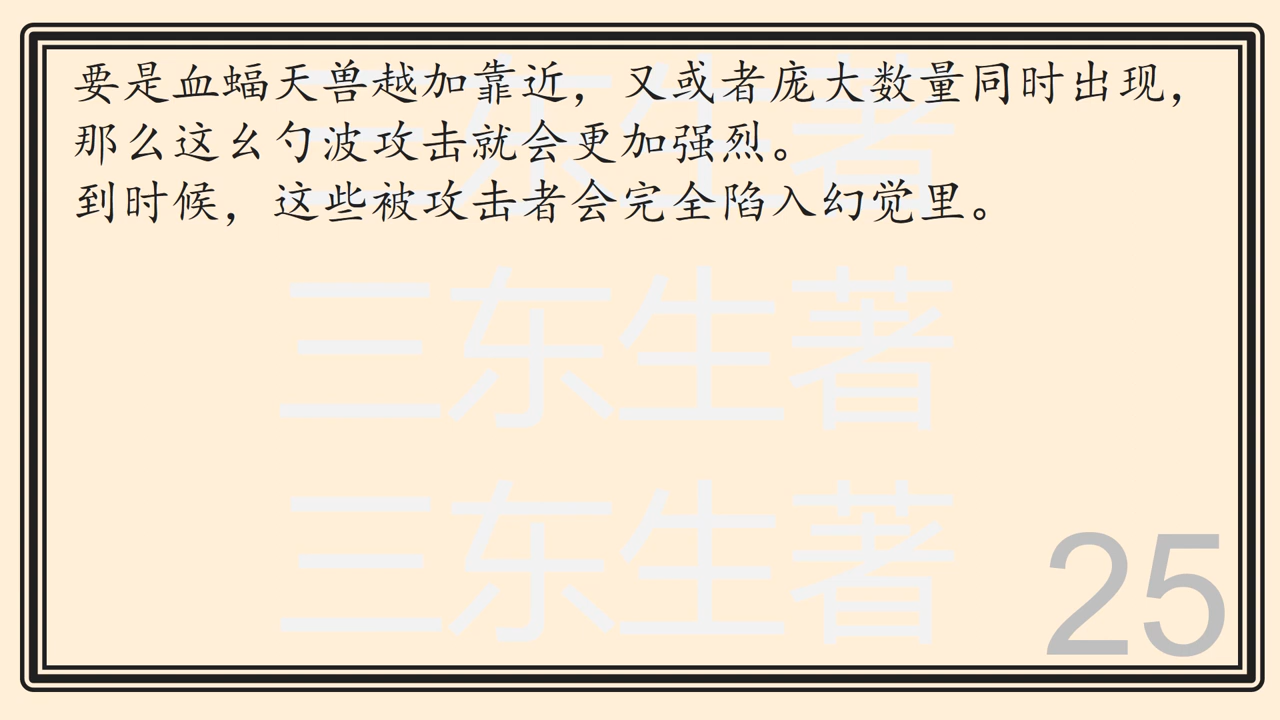 要是血蝠天兽越加靠近，又或者庞大数量同时出现，
那么这幺勺波攻击就会更加强烈。
到时候，这些被攻击者会完全陷入幻觉里。
三东生著
三东生著
三东生著
25